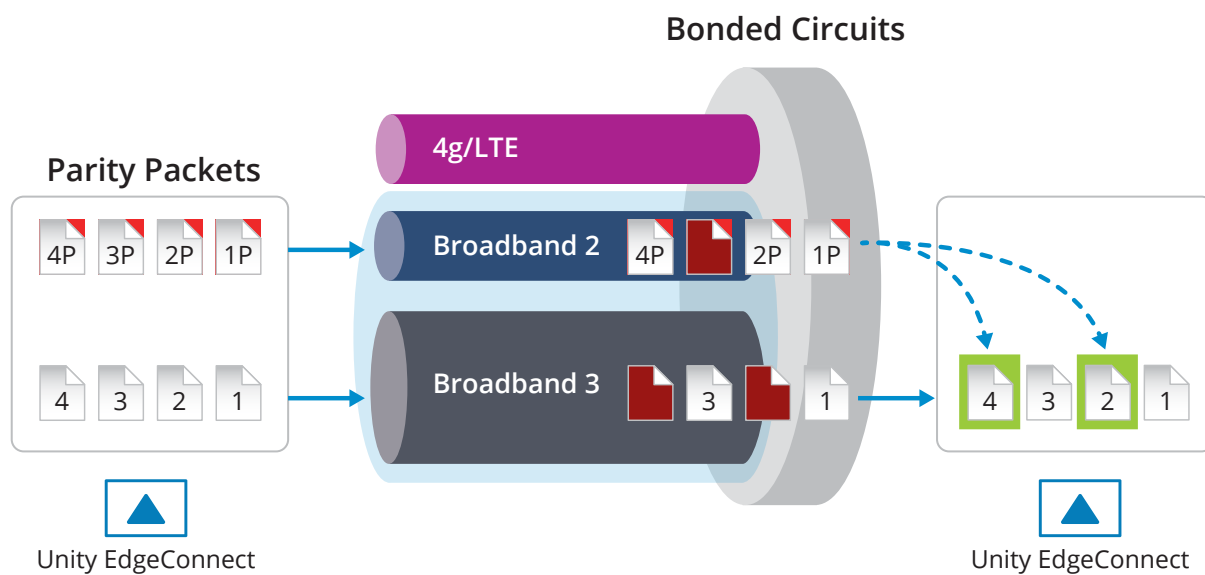 Bonded Circuits
4g/LTE
Parity Packets
4P 3P 2P 1P
Broadband 2
4P 2P 1P
4 3 2 1
Broadband 3
3 1
4 3 2 1
Unity EdgeConnect
Unity EdgeConnect